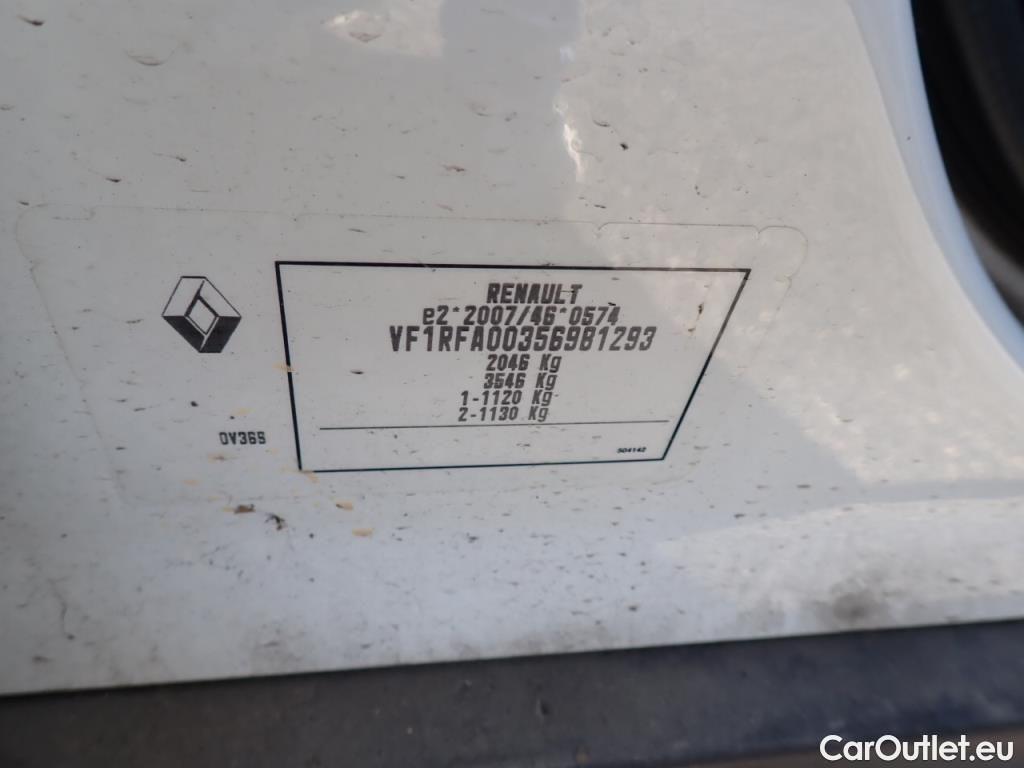 RENAULT
e2*2007/46*0574
VF1RFA00356981293
2046 Kg
3546 Kg
1-1120 Kg
2-1130 Kg
0V36S
504142
CarOutlet.eu